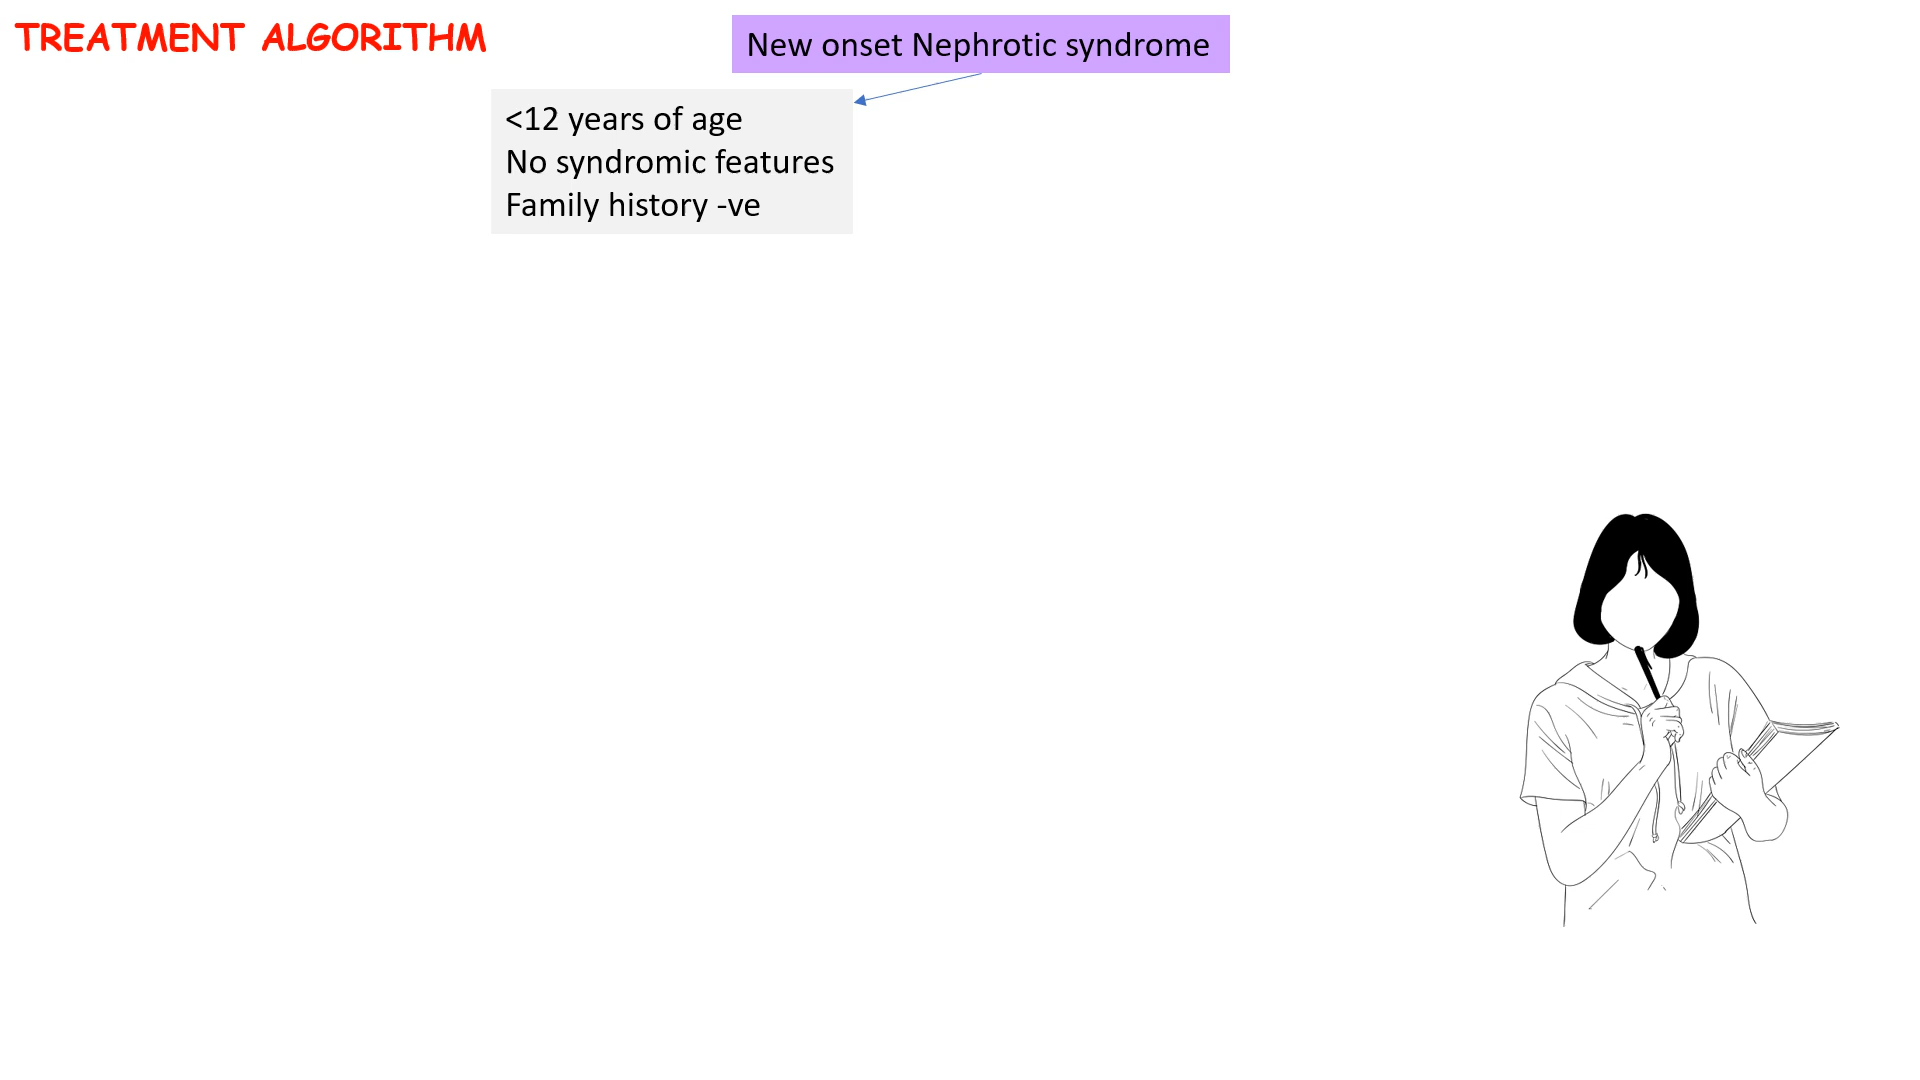 TREATMENT ALGORITHM
New onset Nephrotic syndrome
<12 years of age
No syndromic features
Family history -ve